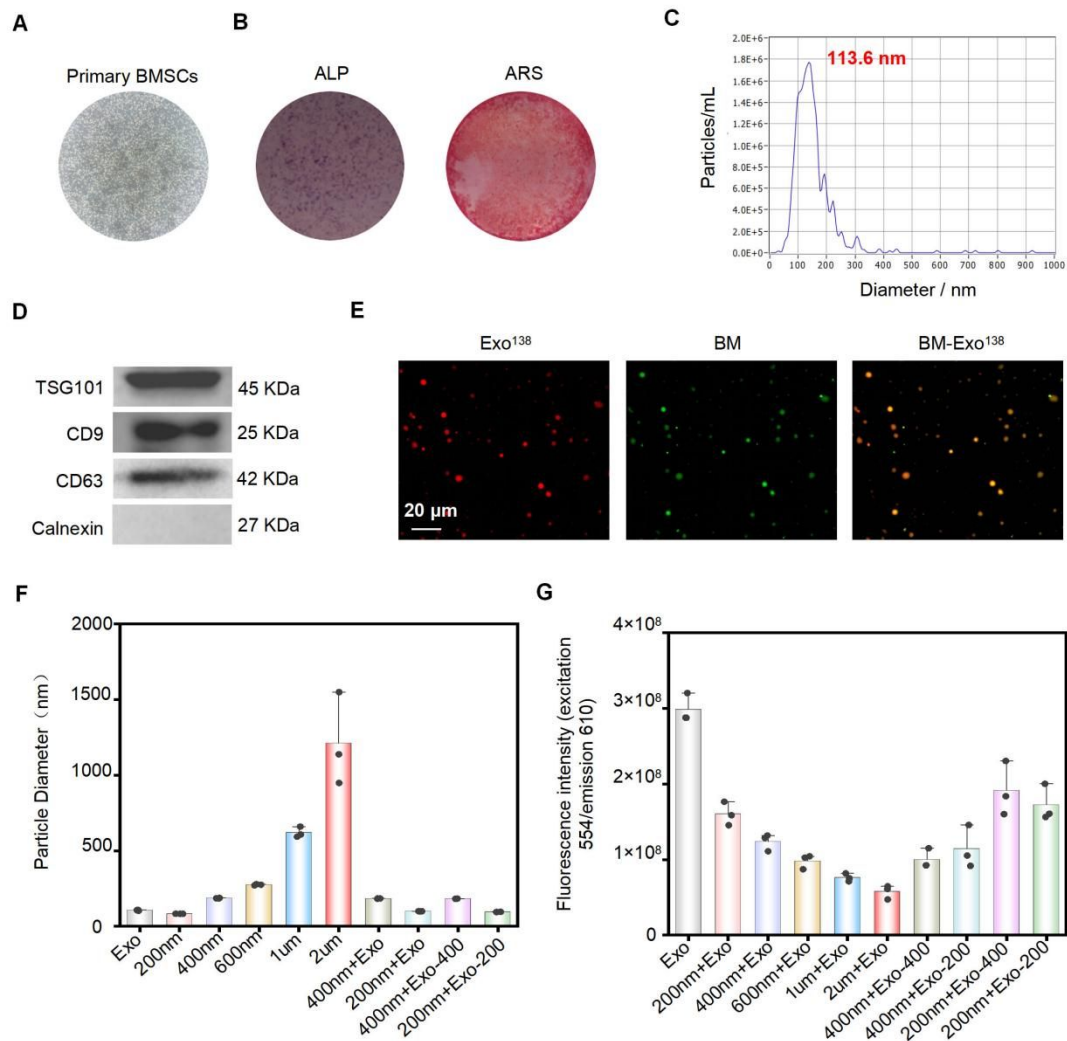 A
Primary BMSCs
B
ALP
ARS
C
Particles/mL
2.0E+6
1.8E+6
1.6E+6
1.4E+6
1.2E+6
1.0E+6
8.0E+5
6.0E+5
4.0E+5
2.0E+5
0.0E+0
113.6 nm
0 100 200 300 400 500 600 700 800 900 1000
Diameter / nm
D
TSG101 45 KDa
CD9 25 KDa
CD63 42 KDa
Calnexin 27 KDa
E
Exo¹³⁸
BM
BM-Exo¹³⁸
20 μm
F
Particle Diameter（nm）
2000
1500
1000
500
0
Exo
200nm
400nm
600nm
1um
2um
400nm+Exo
200nm+Exo
400nm+Exo-400
200nm+Exo-200
G
Fluorescence intensity (excitation
554/emission 610)
4×10⁸
3×10⁸
2×10⁸
1×10⁸
0
Exo
200nm+Exo
400nm+Exo
600nm+Exo
1um+Exo
2um+Exo
400nm+Exo-400
400nm+Exo-200
200nm+Exo-400
200nm+Exo-200